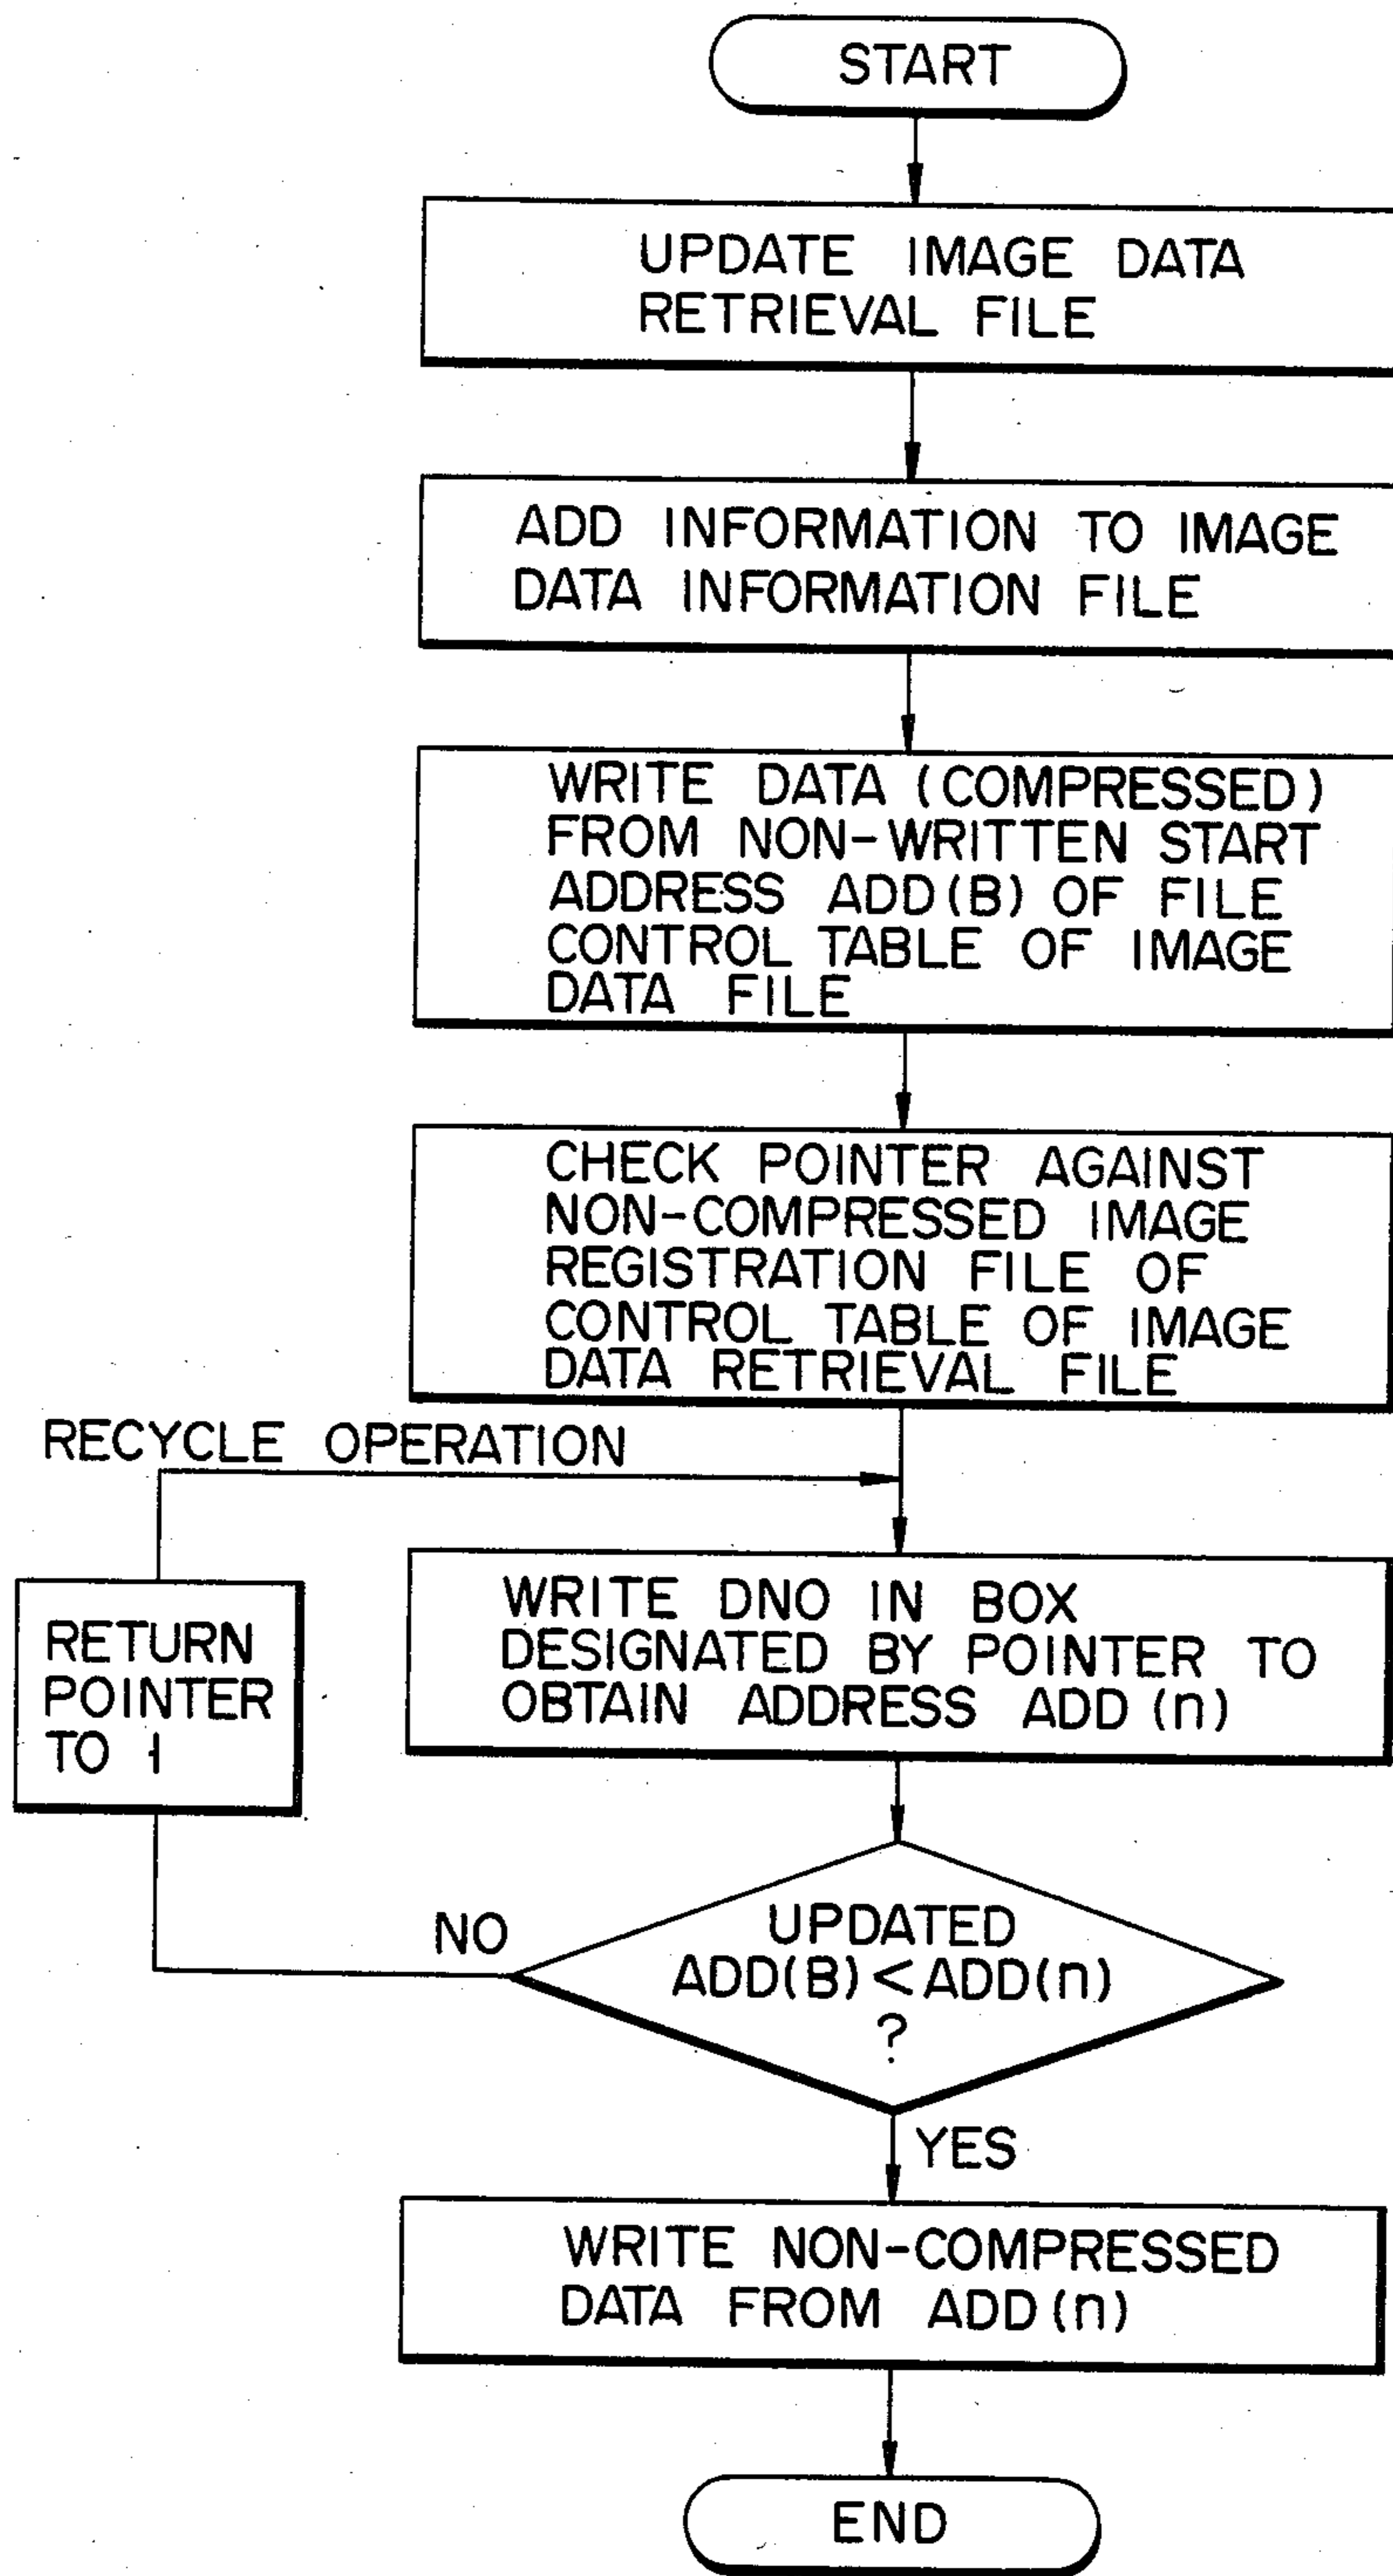 START
UPDATE IMAGE DATA
RETRIEVAL FILE
ADD INFORMATION TO IMAGE
DATA INFORMATION FILE
WRITE DATA (COMPRESSED)
FROM NON-WRITTEN START
ADDRESS ADD(B) OF FILE
CONTROL TABLE OF IMAGE
DATA FILE
CHECK POINTER AGAINST
NON-COMPRESSED IMAGE
REGISTRATION FILE OF
CONTROL TABLE OF IMAGE
DATA RETRIEVAL FILE
RECYCLE OPERATION
RETURN
POINTER
TO 1
WRITE DNO IN BOX
DESIGNATED BY POINTER TO
OBTAIN ADDRESS ADD (n)
NO
UPDATED
ADD(B)<ADD(n)
?
YES
WRITE NON-COMPRESSED
DATA FROM ADD(n)
END